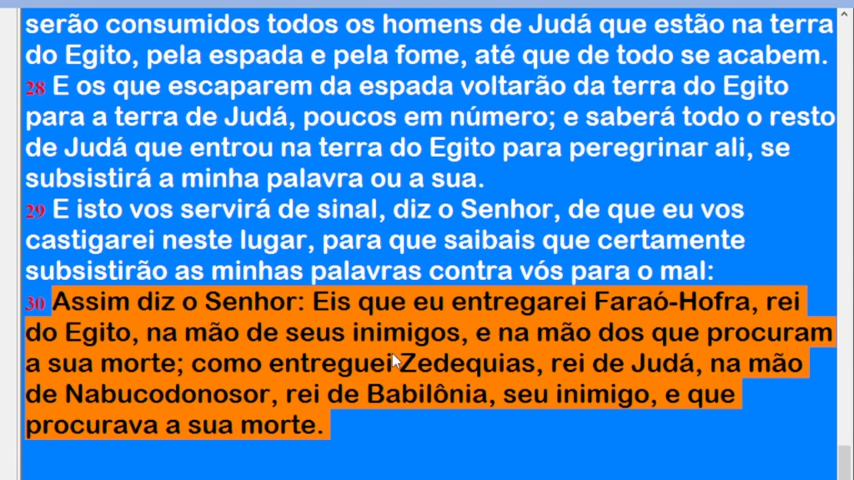 serão consumidos todos os homens de Judá que estão na terra
do Egito, pela espada e pela fome, até que de todo se acabem.
28 E os que escaparem da espada voltarão da terra do Egito
para a terra de Judá, poucos em número; e saberá todo o resto
de Judá que entrou na terra do Egito para peregrinar ali, se
subsistirá a minha palavra ou a sua.
29 E isto vos servirá de sinal, diz o Senhor, de que eu vos
castigarei neste lugar, para que saibais que certamente
subsistirão as minhas palavras contra vós para o mal:
30 Assim diz o Senhor: Eis que eu entregarei Faraó-Hofra, rei
do Egito, na mão de seus inimigos, e na mão dos que procuram
a sua morte; como entreguei Zedequias, rei de Judá, na mão
de Nabucodonosor, rei de Babilônia, seu inimigo, e que
procurava a sua morte.